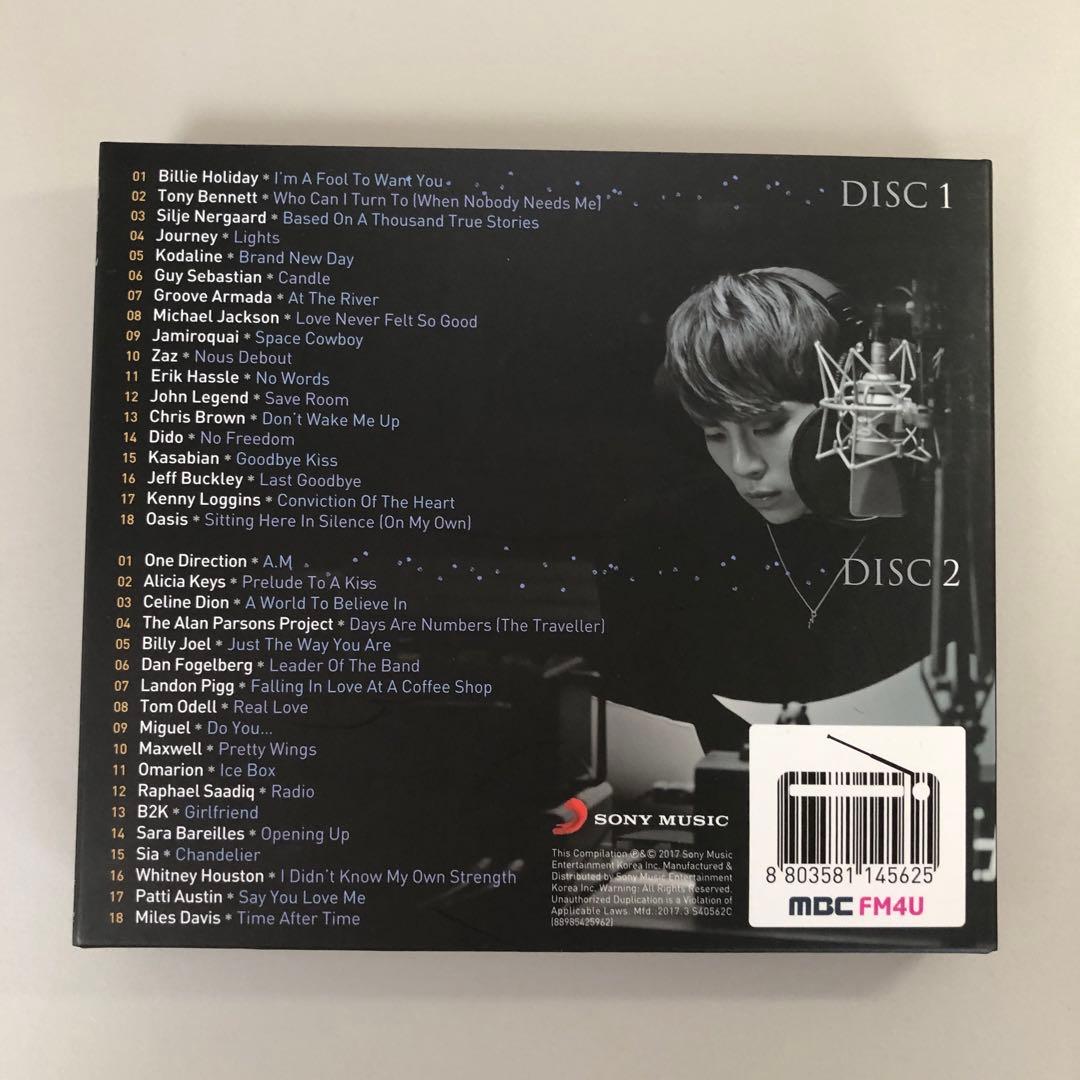 01 Billie Holiday * I'm A Fool To Want You
02 Tony Bennett * Who Can I Turn To (When Nobody Needs Me)
03 Silje Nergaard * Based On A Thousand True Stories
04 Journey * Lights
05 Kodaline * Brand New Day
06 Guy Sebastian * Candle
07 Groove Armada * At The River
08 Michael Jackson * Love Never Felt So Good
09 Jamiroquai * Space Cowboy
10 Zaz * Nous Debout
11 Erik Hassle * No Words
12 John Legend * Save Room
13 Chris Brown * Don't Wake Me Up
14 Dido * No Freedom
15 Kasabian * Goodbye Kiss
16 Jeff Buckley * Last Goodbye
17 Kenny Loggins * Conviction Of The Heart
18 Oasis * Sitting Here In Silence (On My Own)
DISC 1
01 One Direction * A.M
02 Alicia Keys * Prelude To A Kiss
03 Celine Dion * A World To Believe In
04 The Alan Parsons Project * Days Are Numbers (The Traveller)
05 Billy Joel * Just The Way You Are
06 Dan Fogelberg * Leader Of The Band
07 Landon Pigg * Falling In Love At A Coffee Shop
08 Tom Odell * Real Love
09 Miguel * Do You...
10 Maxwell * Pretty Wings
11 Omarion * Ice Box
12 Raphael Saadiq * Radio
13 B2K * Girlfriend
14 Sara Bareilles * Opening Up
15 Sia * Chandelier
16 Whitney Houston * I Didn't Know My Own Strength
17 Patti Austin * Say You Love Me
18 Miles Davis * Time After Time
DISC 2
SONY MUSIC
This Compilation ℗&© 2017 Sony Music
Entertainment Korea Inc. Manufactured &
Distributed by Sony Music Entertainment
Korea Inc. Warning: All Rights Reserved.
Unauthorized Duplication is a Violation of
Applicable Laws. Mfd.:2017.3 S40562C
(88985425962)
8 803581 145625
MBC FM4U